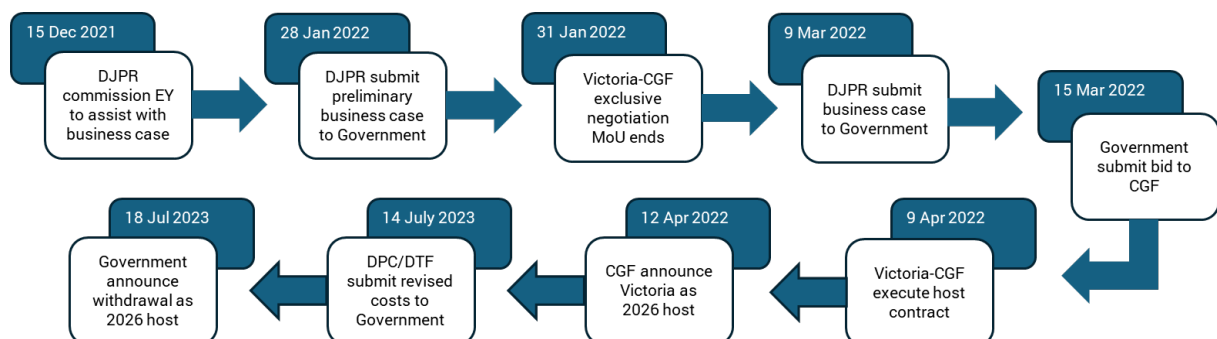 15 Dec 2021
DJPR
commission EY
to assist with
business case
28 Jan 2022
DJPR submit
preliminary
business case
to Government
31 Jan 2022
Victoria-CGF
exclusive
negotiation
MoU ends
9 Mar 2022
DJPR submit
business case
to Government
15 Mar 2022
Government
submit bid to
CGF
9 Apr 2022
Victoria-CGF
execute host
contract
12 Apr 2022
CGF announce
Victoria as
2026 host
14 July 2023
DPC/DTF
submit revised
costs to
Government
18 Jul 2023
Government
announce
withdrawal as
2026 host